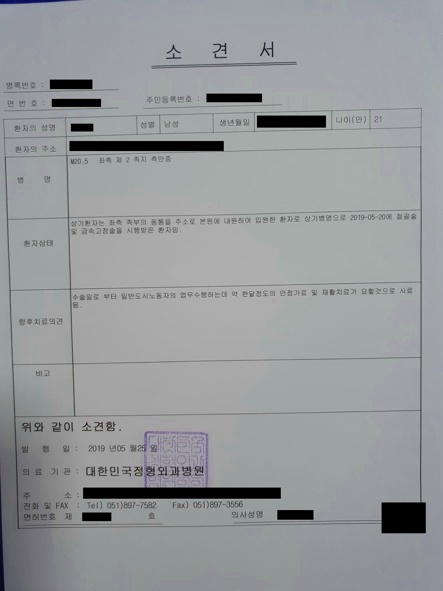 소 견 서
병록번호 :
연 번 호 :
주민등록번호 :
환자의 성명 성별 남성 생년월일 나이(만) 21
환자의 주소
병 명 M20.5 좌측 제 2 족지 측만증
환자상태 상기환자는 좌측 족부의 동통을 주소로 본원에 내원하여 입원한 환자로 상기병명으로 2019-05-20에 절골술
및 금속고정술을 시행받은 환자임.
향후치료의견 수술일로 부터 일반도시노동자의 업무수행하는데 약 한달정도의 안정가료 및 재활치료가 요할것으로 사료
됨.
비고
위와 같이 소견함.
발 행 일 : 2019 년05 월25 일
의 료 기 관 : 대한민국정형외과병원
주 소 :
전화 및 FAX : Tel) 051)897-7582 Fax) 051)897-3556
면허번호 제 호 의사성명